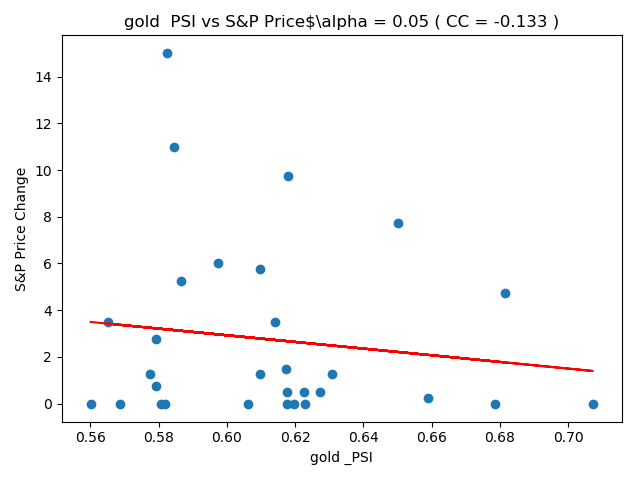 gold  PSI vs S&P Price$\alpha = 0.05 ( CC = -0.133 )
S&P Price Change
14
12
10
8
6
4
2
0
0.56 0.58 0.60 0.62 0.64 0.66 0.68 0.70
gold _PSI